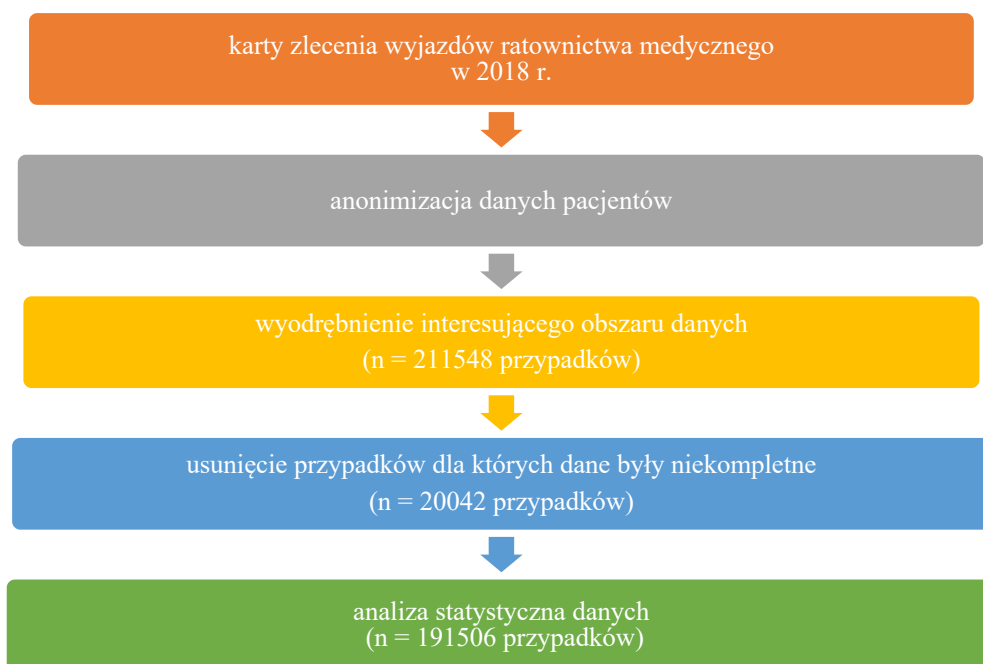 karty zlecenia wyjazdów ratownictwa medycznego
w 2018 r.
anonimizacja danych pacjentów
wyodrębnienie interesującego obszaru danych
(n = 211548 przypadków)
usunięcie przypadków dla których dane były niekompletne
(n = 20042 przypadków)
analiza statystyczna danych
(n = 191506 przypadków)